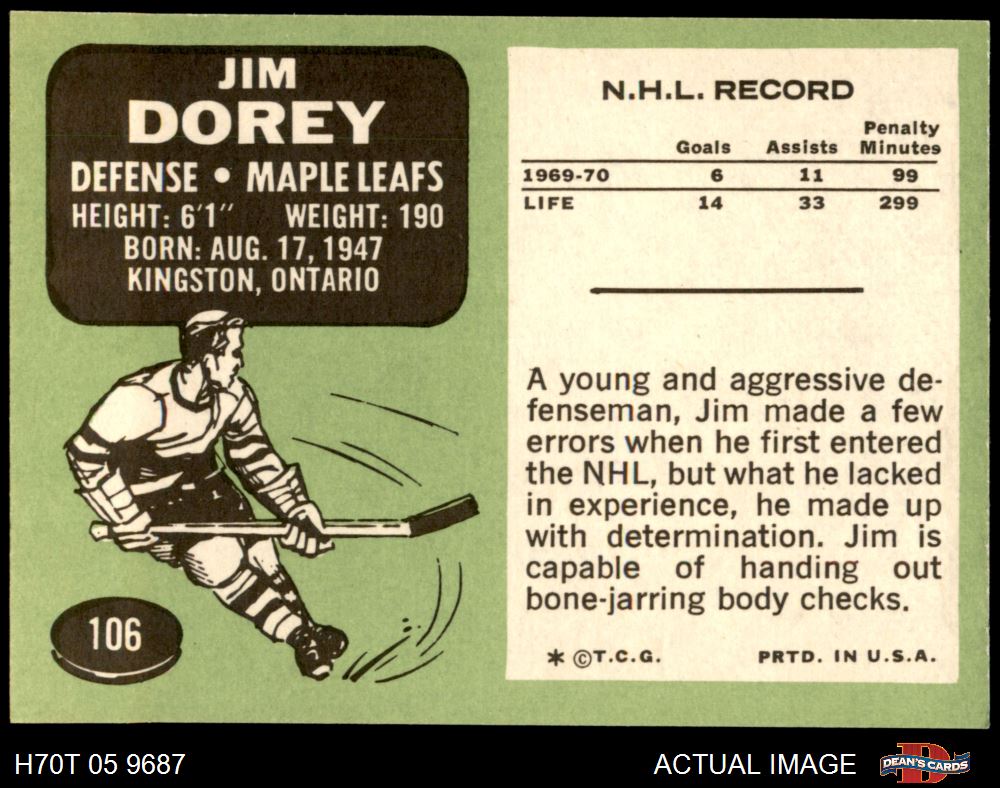 JIM
DOREY
DEFENSE • MAPLE LEAFS
HEIGHT: 6'1" WEIGHT: 190
BORN: AUG. 17, 1947
KINGSTON, ONTARIO
106
N.H.L. RECORD
Goals Assists Penalty Minutes
1969-70 6 11 99
LIFE 14 33 299
A young and aggressive de-
fenseman, Jim made a few
errors when he first entered
the NHL, but what he lacked
in experience, he made up
with determination. Jim is
capable of handing out
bone-jarring body checks.
* ©T.C.G. PRTD. IN U.S.A.
H70T 05 9687 ACTUAL IMAGE
DEAN'S CARDS